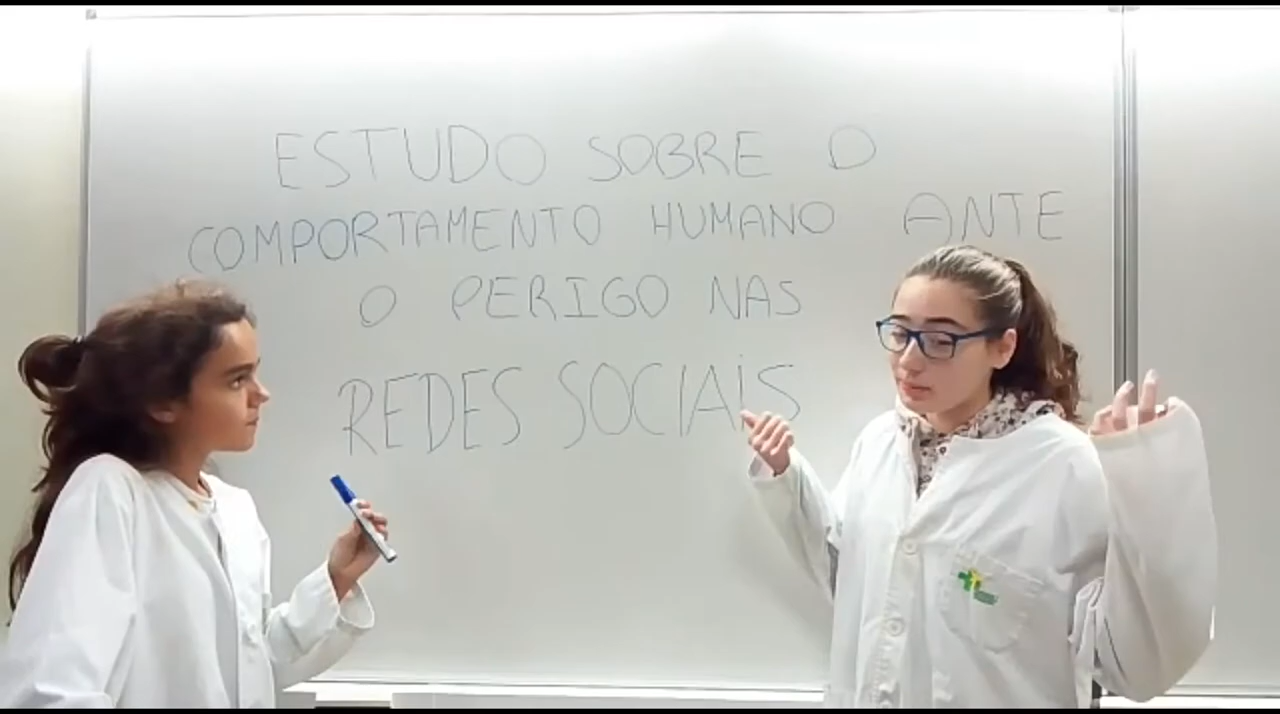 ESTUDO SOBRE O
COMPORTAMENTO HUMANO ANTE
O PERIGO NAS
REDES SOCIAiS